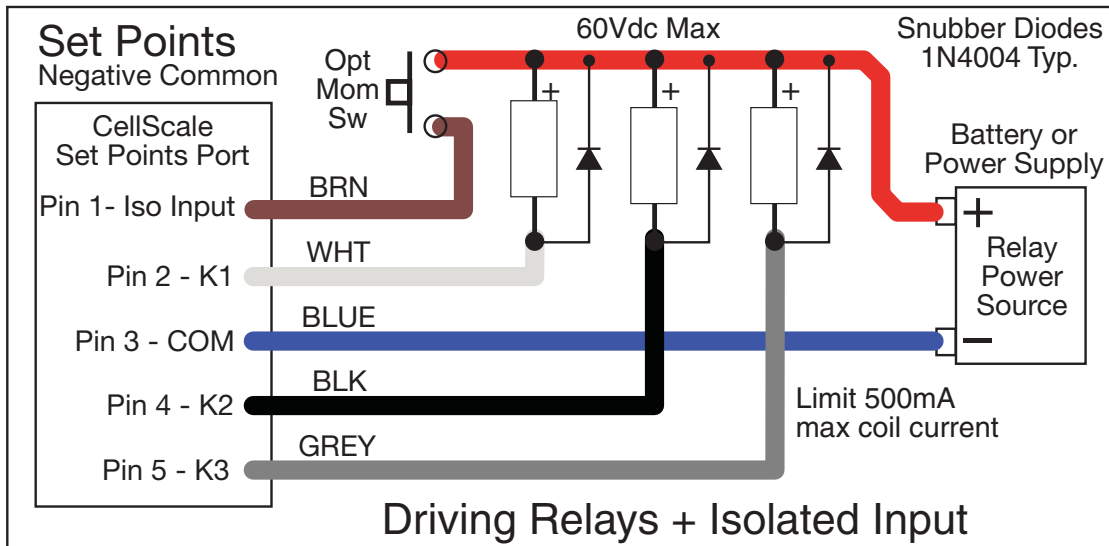 Set Points
Negative Common
CellScale
Set Points Port
Pin 1- Iso Input
Pin 2 - K1
Pin 3 - COM
Pin 4 - K2
Pin 5 - K3
BRN
WHT
BLUE
BLK
GREY
Opt
Mom
Sw
60Vdc Max
+
+
+
Snubber Diodes
1N4004 Typ.
Battery or
Power Supply
+
Relay
Power
Source
−
Limit 500mA
max coil current
Driving Relays + Isolated Input